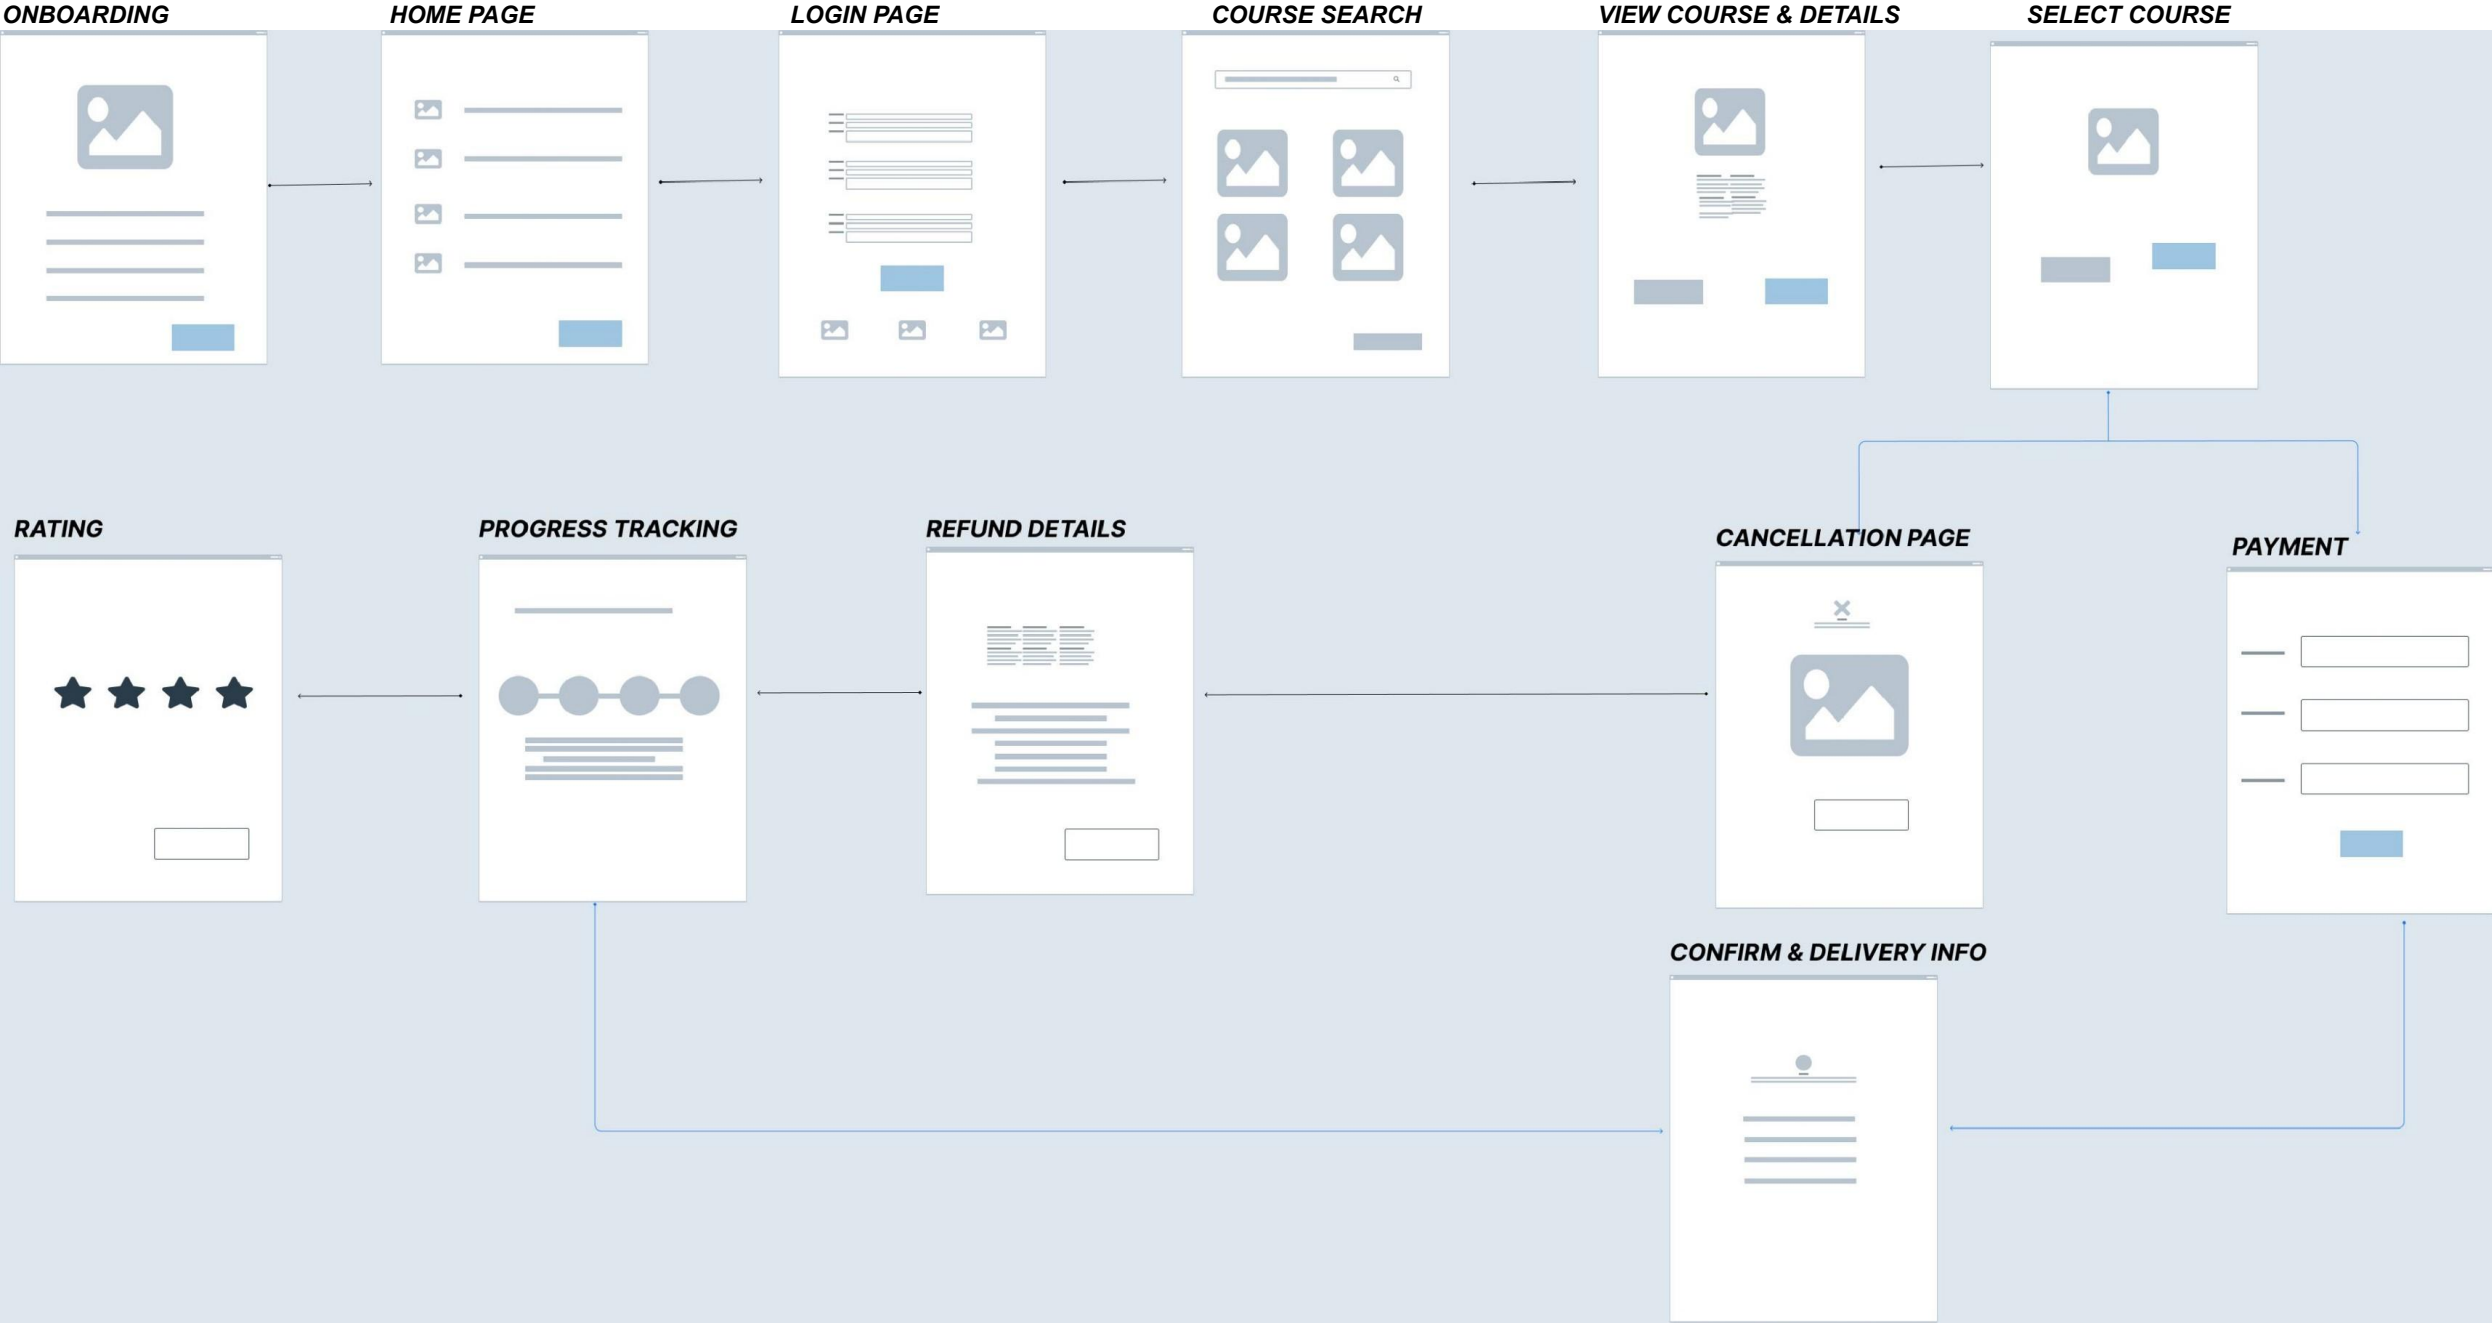 ONBOARDING
HOME PAGE
LOGIN PAGE
COURSE SEARCH
VIEW COURSE & DETAILS
SELECT COURSE
RATING
PROGRESS TRACKING
REFUND DETAILS
CANCELLATION PAGE
PAYMENT
CONFIRM & DELIVERY INFO